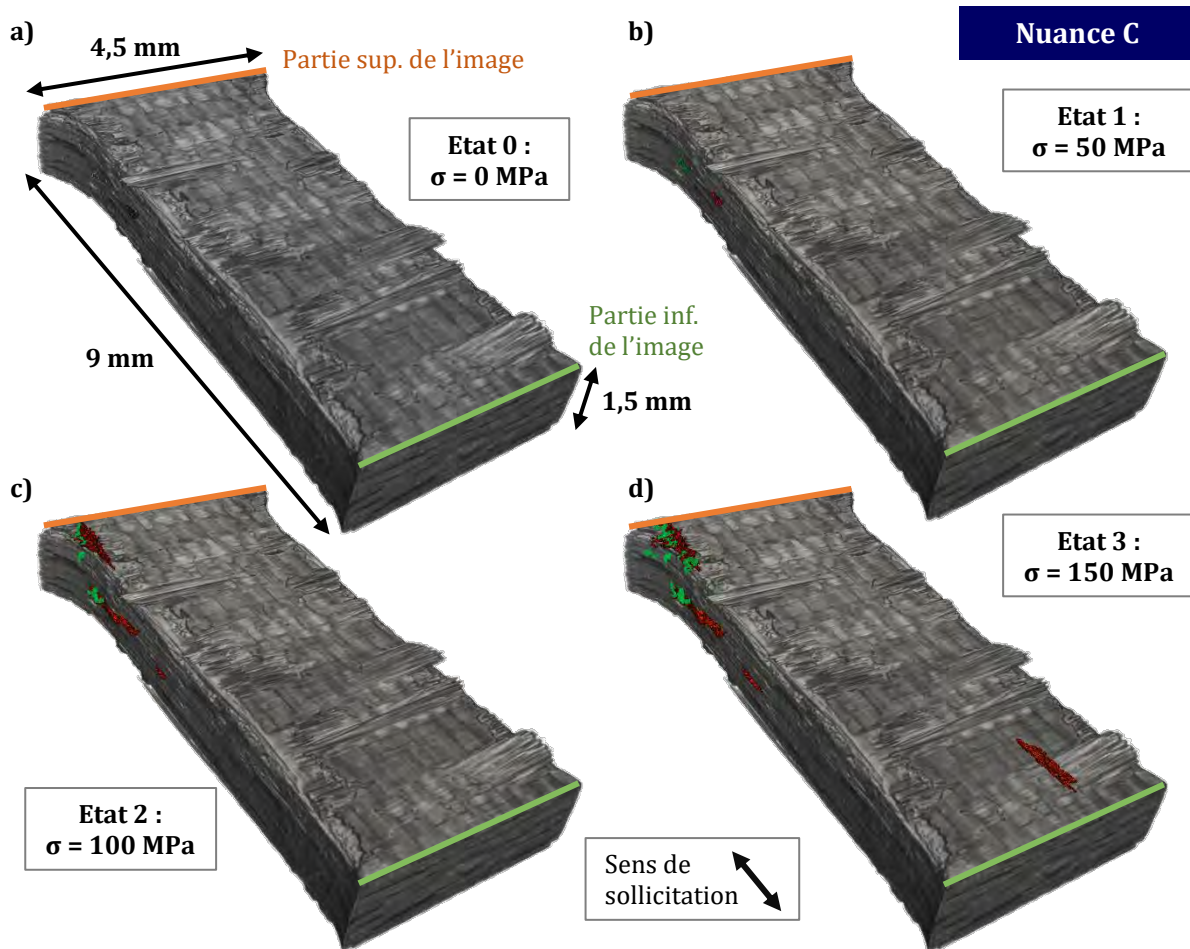 a)
4,5 mm
Partie sup. de l’image
Etat 0 :
σ = 0 MPa
9 mm
Partie inf.
de l’image
1,5 mm
b)
Nuance C
Etat 1 :
σ = 50 MPa
c)
Etat 2 :
σ = 100 MPa
d)
Etat 3 :
σ = 150 MPa
Sens de
sollicitation